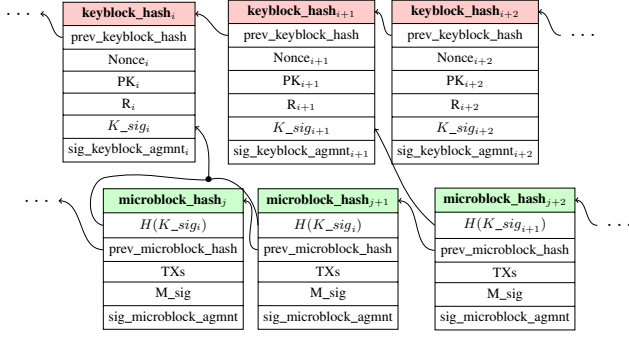 · · ·
keyblock_hash_i
prev_keyblock_hash
Nonce_i
PK_i
R_i
K_sig_i
sig_keyblock_agmnt_i
keyblock_hash_{i+1}
prev_keyblock_hash
Nonce_{i+1}
PK_{i+1}
R_{i+1}
K_sig_{i+1}
sig_keyblock_agmnt_{i+1}
keyblock_hash_{i+2}
prev_keyblock_hash
Nonce_{i+2}
PK_{i+2}
R_{i+2}
K_sig_{i+2}
sig_keyblock_agmnt_{i+2}
· · ·
· · ·
microblock_hash_j
H(K_sig_i)
prev_microblock_hash
TXs
M_sig
sig_microblock_agmnt
microblock_hash_{j+1}
H(K_sig_i)
prev_microblock_hash
TXs
M_sig
sig_microblock_agmnt
microblock_hash_{j+2}
H(K_sig_{i+1})
prev_microblock_hash
TXs
M_sig
sig_microblock_agmnt
· · ·